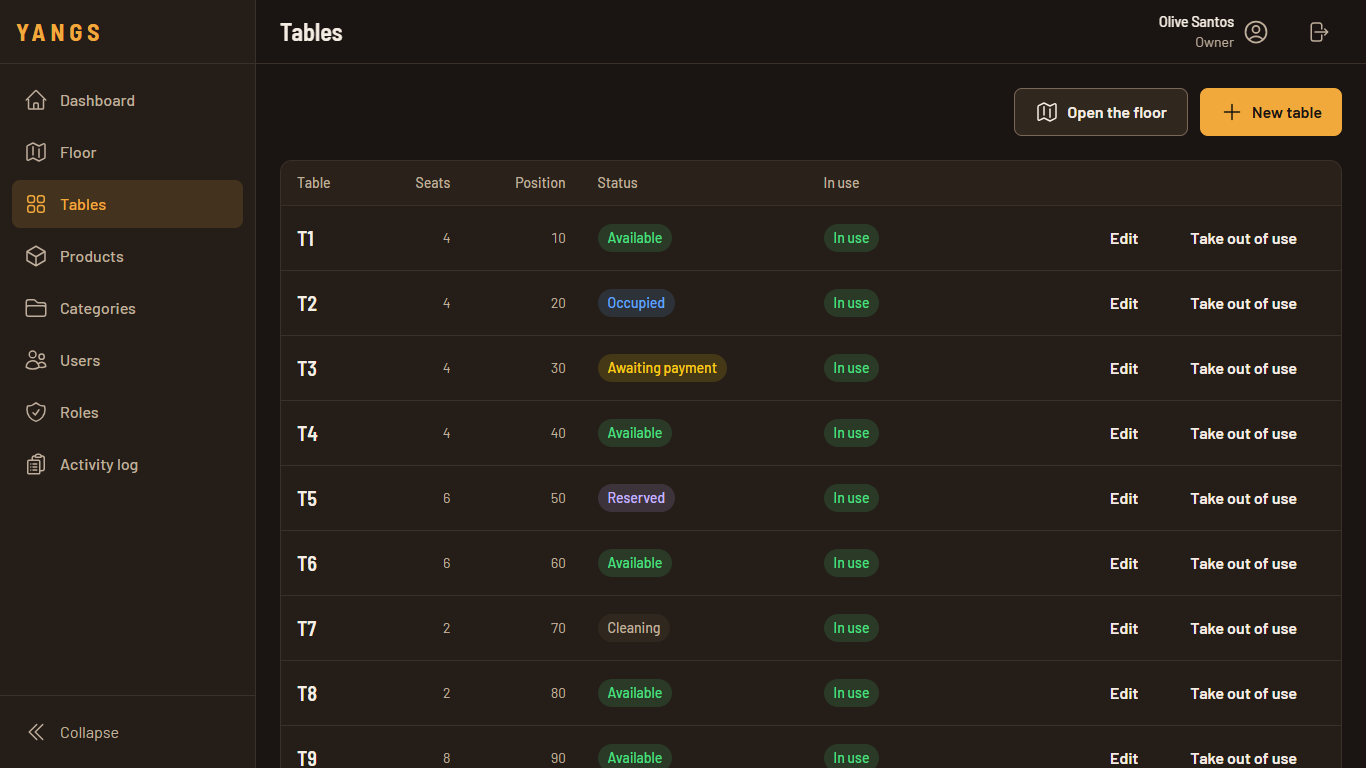 YANGS
Tables
Olive Santos
Owner
Dashboard
Floor
Tables
Products
Categories
Users
Roles
Activity log
Collapse
Open the floor
New table
Table Seats Position Status In use
T1 4 10 Available In use Edit Take out of use
T2 4 20 Occupied In use Edit Take out of use
T3 4 30 Awaiting payment In use Edit Take out of use
T4 4 40 Available In use Edit Take out of use
T5 6 50 Reserved In use Edit Take out of use
T6 6 60 Available In use Edit Take out of use
T7 2 70 Cleaning In use Edit Take out of use
T8 2 80 Available In use Edit Take out of use
T9 8 90 Available In use Edit Take out of use